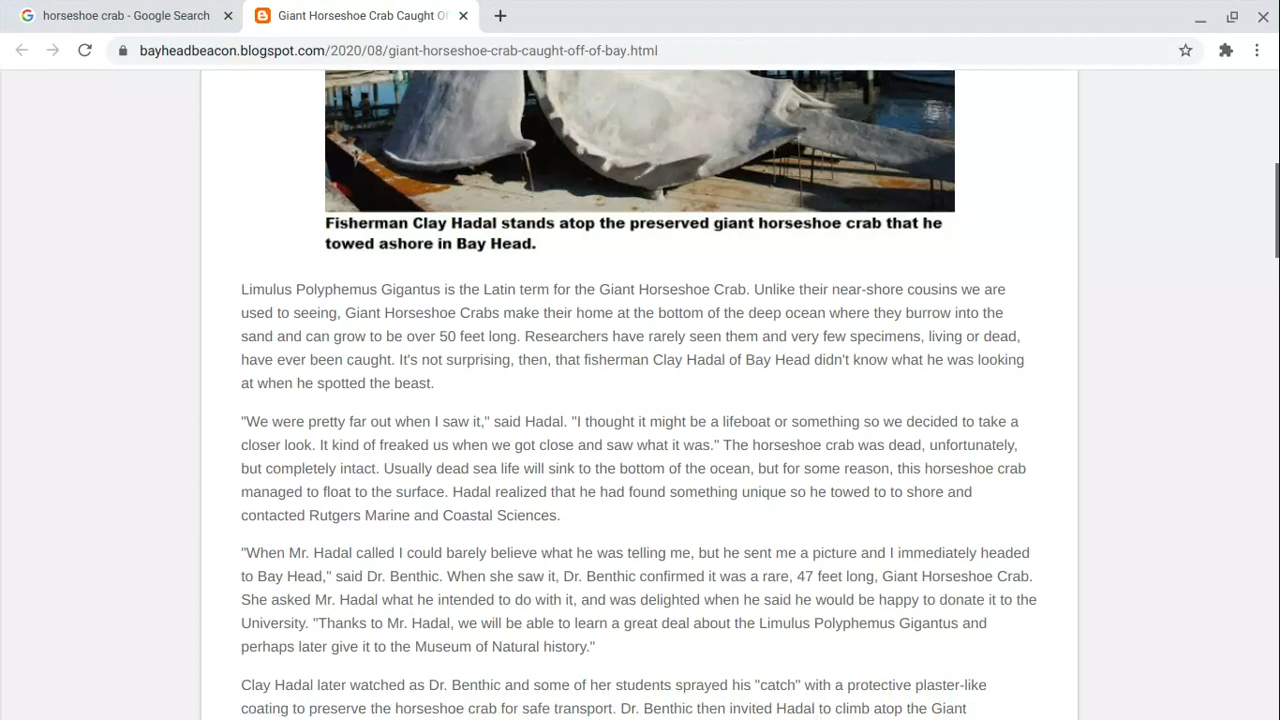 horseshoe crab - Google Search
Giant Horseshoe Crab Caught Of
bayheadbeacon.blogspot.com/2020/08/giant-horseshoe-crab-caught-off-of-bay.html
Fisherman Clay Hadal stands atop the preserved giant horseshoe crab that he
towed ashore in Bay Head.
Limulus Polyphemus Gigantus is the Latin term for the Giant Horseshoe Crab. Unlike their near-shore cousins we are
used to seeing, Giant Horseshoe Crabs make their home at the bottom of the deep ocean where they burrow into the
sand and can grow to be over 50 feet long. Researchers have rarely seen them and very few specimens, living or dead,
have ever been caught. It's not surprising, then, that fisherman Clay Hadal of Bay Head didn't know what he was looking
at when he spotted the beast.
"We were pretty far out when I saw it," said Hadal. "I thought it might be a lifeboat or something so we decided to take a
closer look. It kind of freaked us when we got close and saw what it was." The horseshoe crab was dead, unfortunately,
but completely intact. Usually dead sea life will sink to the bottom of the ocean, but for some reason, this horseshoe crab
managed to float to the surface. Hadal realized that he had found something unique so he towed to to shore and
contacted Rutgers Marine and Coastal Sciences.
"When Mr. Hadal called I could barely believe what he was telling me, but he sent me a picture and I immediately headed
to Bay Head," said Dr. Benthic. When she saw it, Dr. Benthic confirmed it was a rare, 47 feet long, Giant Horseshoe Crab.
She asked Mr. Hadal what he intended to do with it, and was delighted when he said he would be happy to donate it to the
University. "Thanks to Mr. Hadal, we will be able to learn a great deal about the Limulus Polyphemus Gigantus and
perhaps later give it to the Museum of Natural history."
Clay Hadal later watched as Dr. Benthic and some of her students sprayed his "catch" with a protective plaster-like
coating to preserve the horseshoe crab for safe transport. Dr. Benthic then invited Hadal to climb atop the Giant